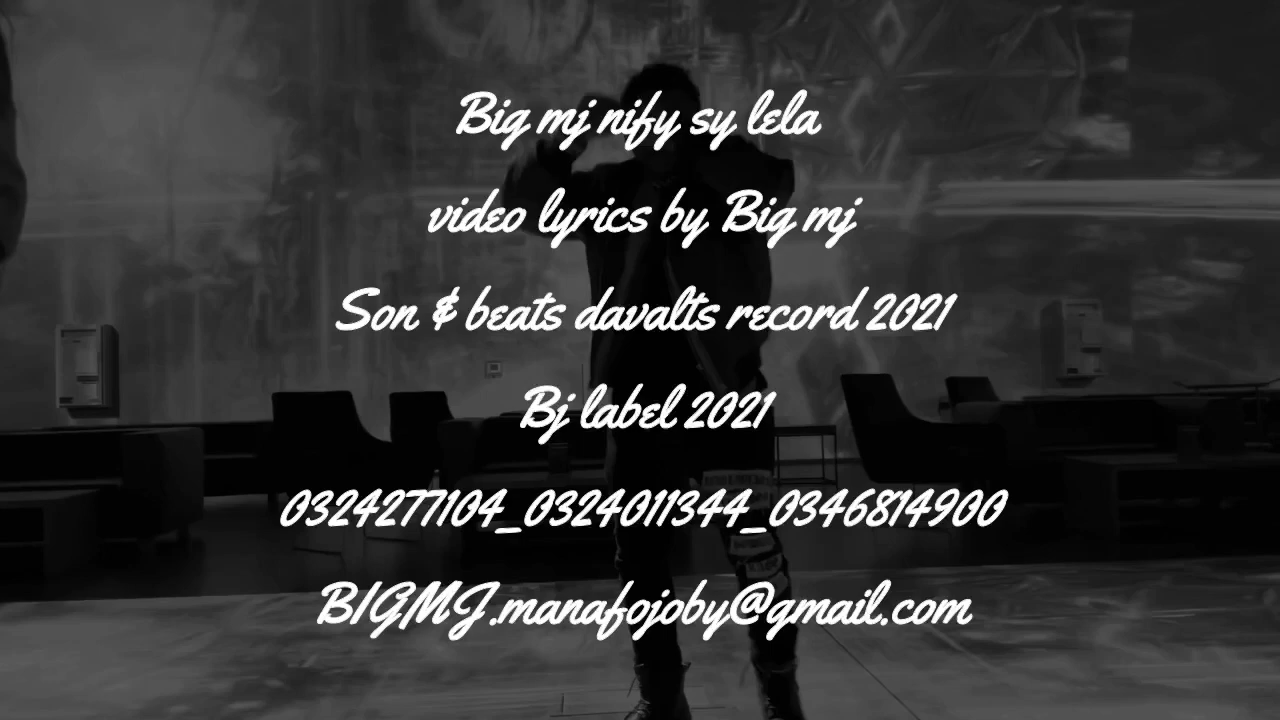 Big mj nify sy lela
video lyrics by Big mj
Son & beats davalts record 2021
Bj label 2021
0324277104_0324011344_0346814900
BIGMJ.manafojoby@gmail.com